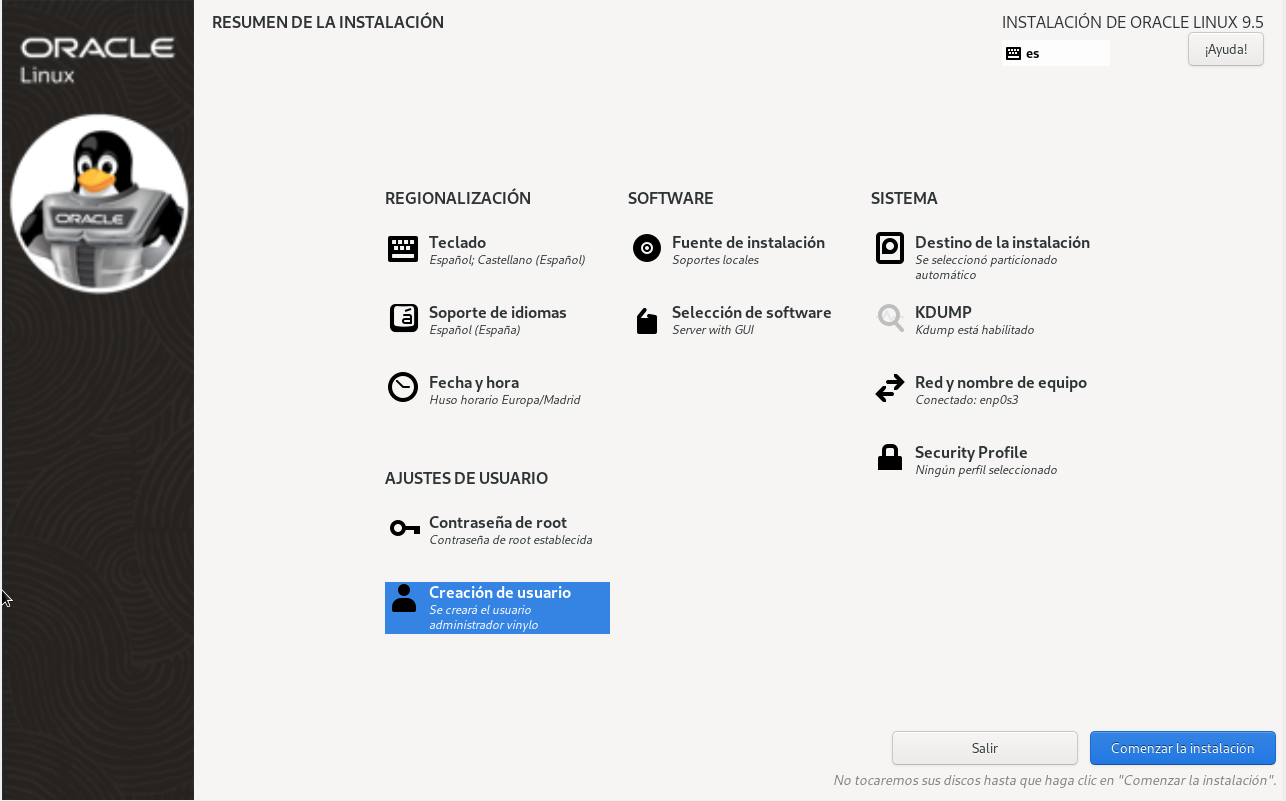 ORACLE
Linux
ORACLE
RESUMEN DE LA INSTALACIÓN
INSTALACIÓN DE ORACLE LINUX 9.5
es
¡Ayuda!
REGIONALIZACIÓN
Teclado
Español; Castellano (Español)
Soporte de idiomas
Español (España)
Fecha y hora
Huso horario Europa/Madrid
AJUSTES DE USUARIO
Contraseña de root
Contraseña de root establecida
Creación de usuario
Se creará el usuario
administrador vinylo
SOFTWARE
Fuente de instalación
Soportes locales
Selección de software
Server with GUI
SISTEMA
Destino de la instalación
Se seleccionó particionado
automático
KDUMP
Kdump está habilitado
Red y nombre de equipo
Conectado: enp0s3
Security Profile
Ningún perfil seleccionado
Salir
Comenzar la instalación
No tocaremos sus discos hasta que haga clic en "Comenzar la instalación".